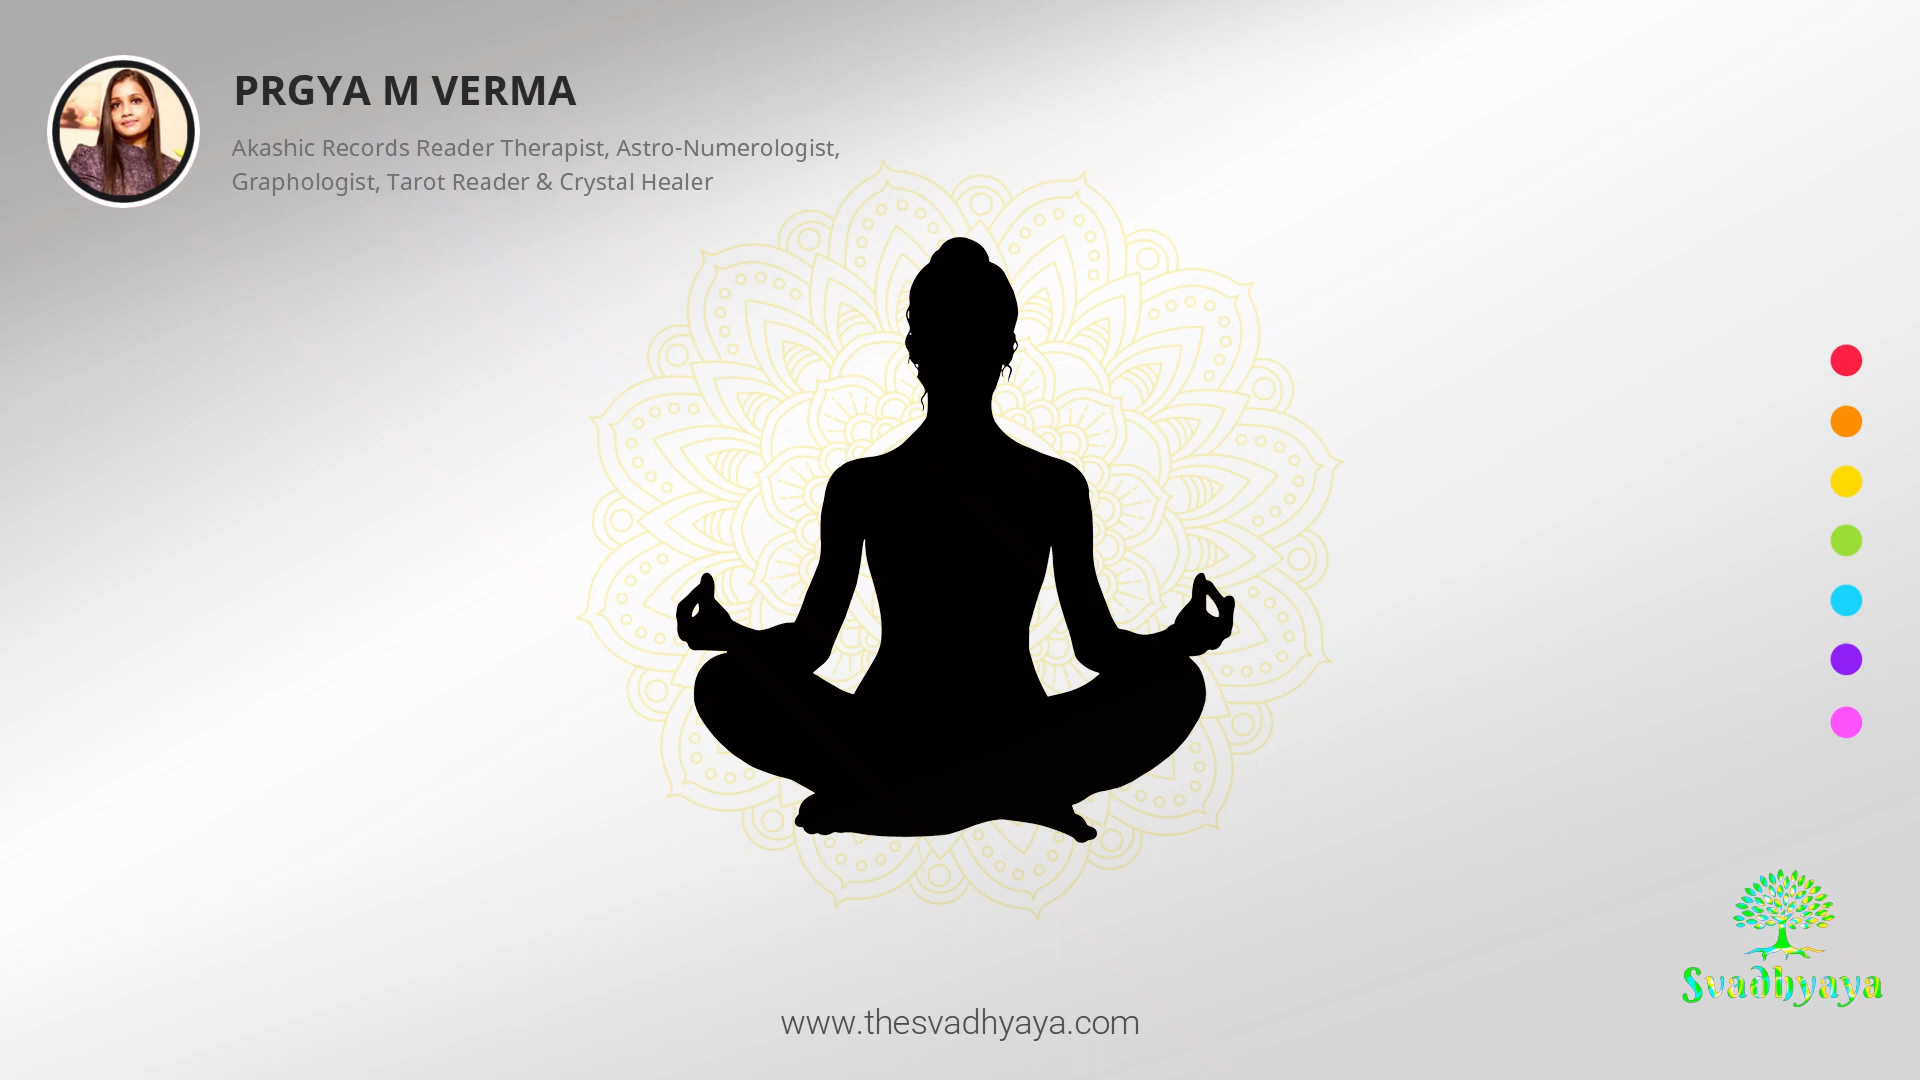 PRGYA M VERMA
Akashic Records Reader Therapist, Astro-Numerologist,
Graphologist, Tarot Reader & Crystal Healer
Svadhyaya
www.thesvadhyaya.com